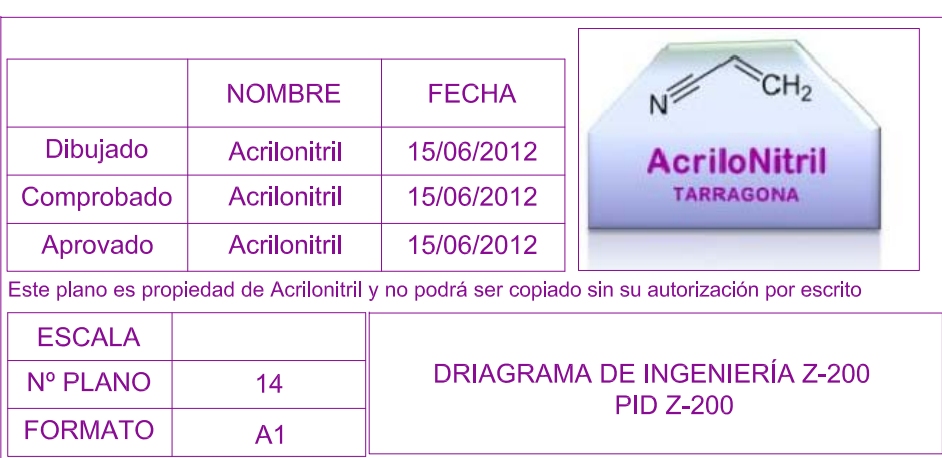 NOMBRE FECHA
Dibujado Acrilonitril 15/06/2012
Comprobado Acrilonitril 15/06/2012
Aprovado Acrilonitril 15/06/2012
N CH₂
AcriloNitril
TARRAGONA
Este plano es propiedad de Acrilonitril y no podrá ser copiado sin su autorización por escrito
ESCALA
Nº PLANO 14
FORMATO A1
DRIAGRAMA DE INGENIERÍA Z-200
PID Z-200